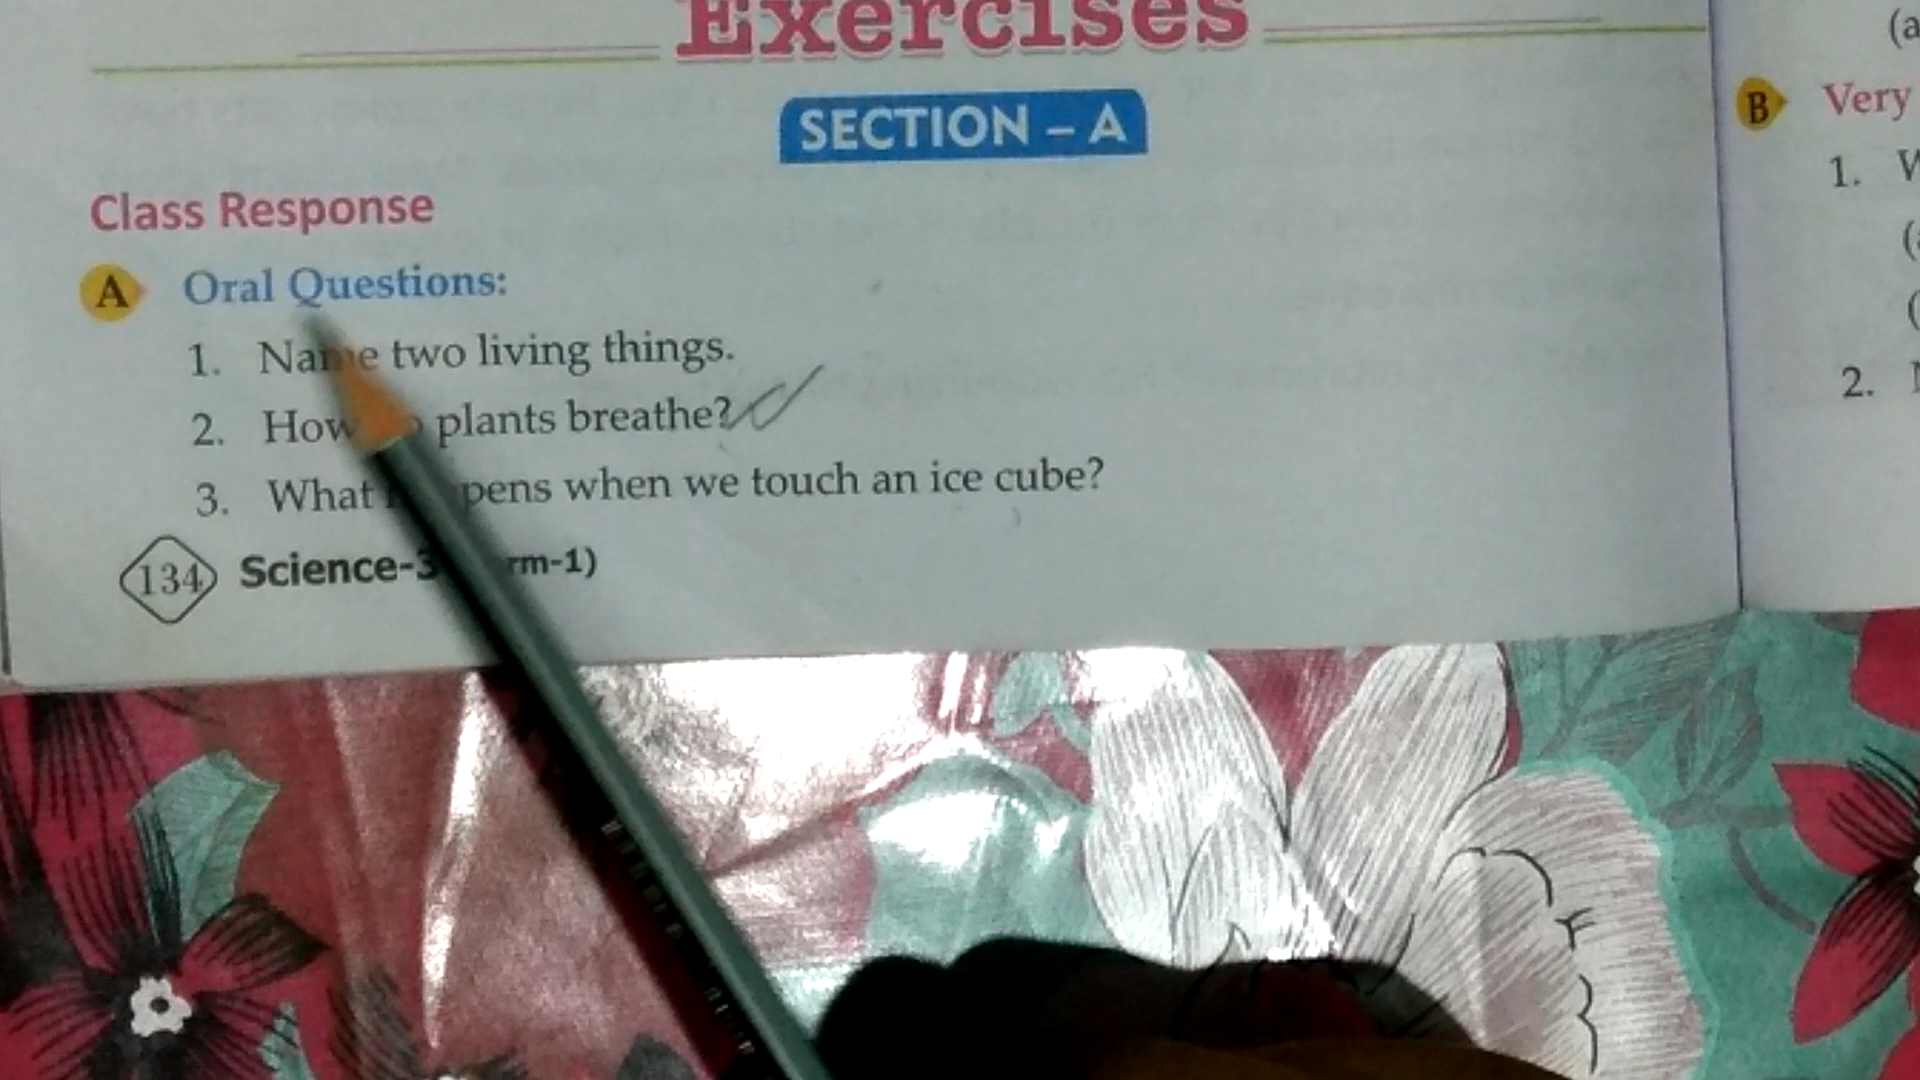 Exercises
SECTION – A
Class Response
A Oral Questions:
1. Name two living things.
2. How plants breathe?
3. What pens when we touch an ice cube?
134 Science-3 rm-1)
(a
B Very
1.
2.